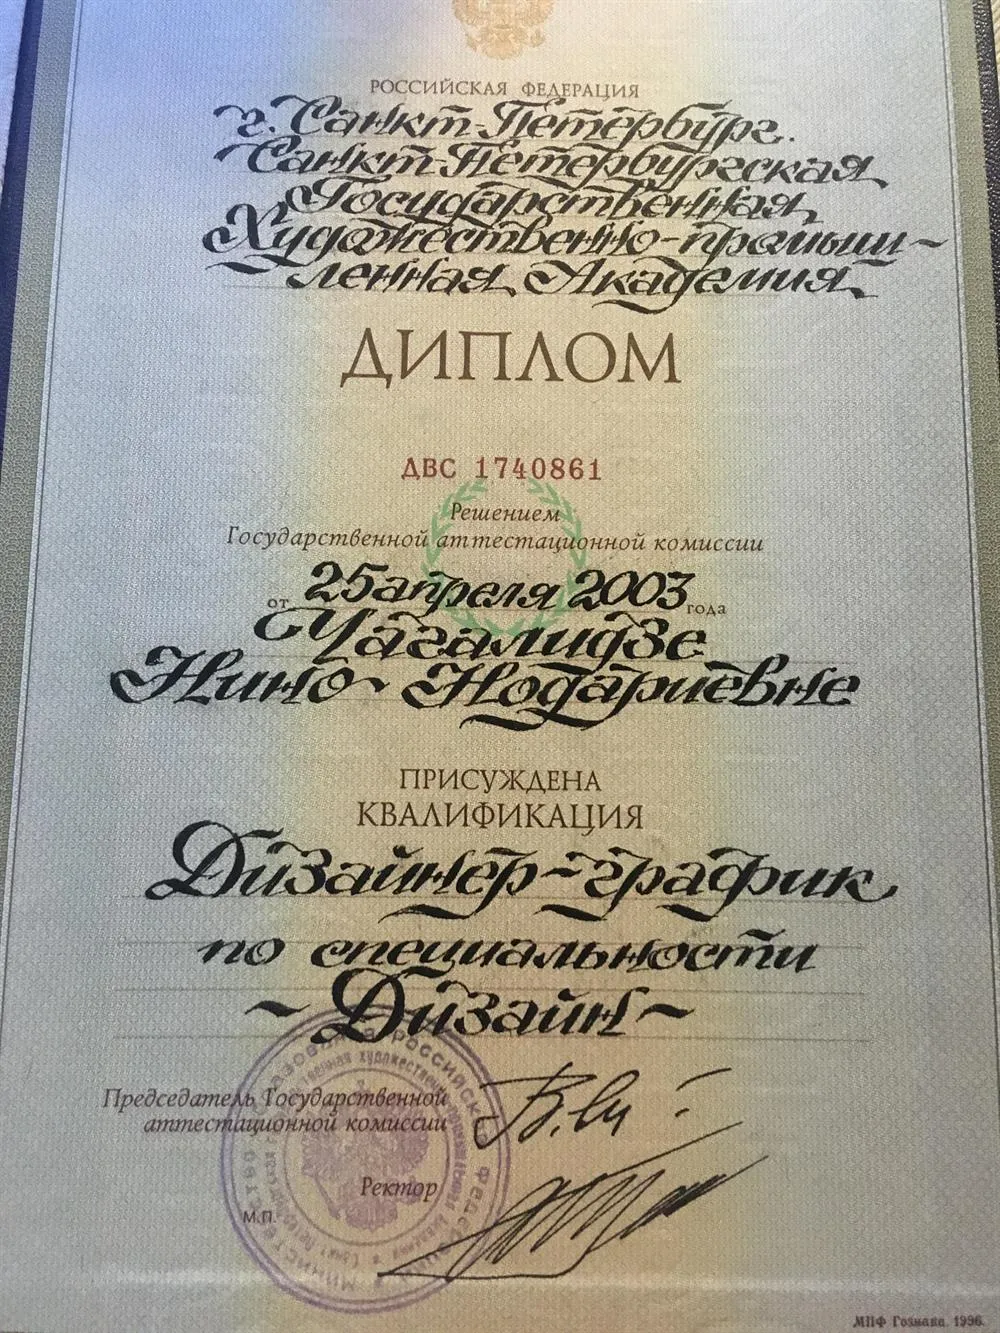 РОССИЙСКАЯ ФЕДЕРАЦИЯ
г. Санкт-Петербург.
Санкт-Петербургская
Государственная
Художественно-промыш-
ленная Академия
ДИПЛОМ
ДВС 1740861
Решением
Государственной аттестационной комиссии
от 25 апреля 2003 года
Чагалидзе
Нино Нодариевне
ПРИСУЖДЕНА
КВАЛИФИКАЦИЯ
Дизайнер-график
по специальности
~ Дизайн ~
Председатель Государственной
аттестационной комиссии
Ректор
М.П.
МПФ Гознака. 1996.